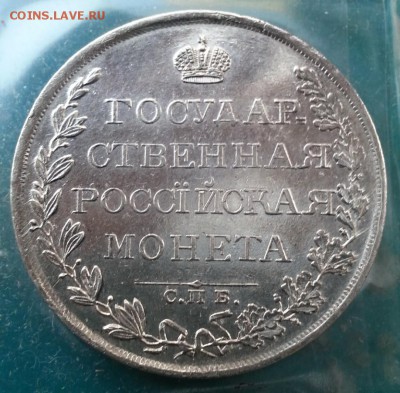 COINS.LAVE.RU
ГОСУДАР-
СТВЕННАЯ
РОССІЙСКАЯ
МОНЕТА
С.П.Б.